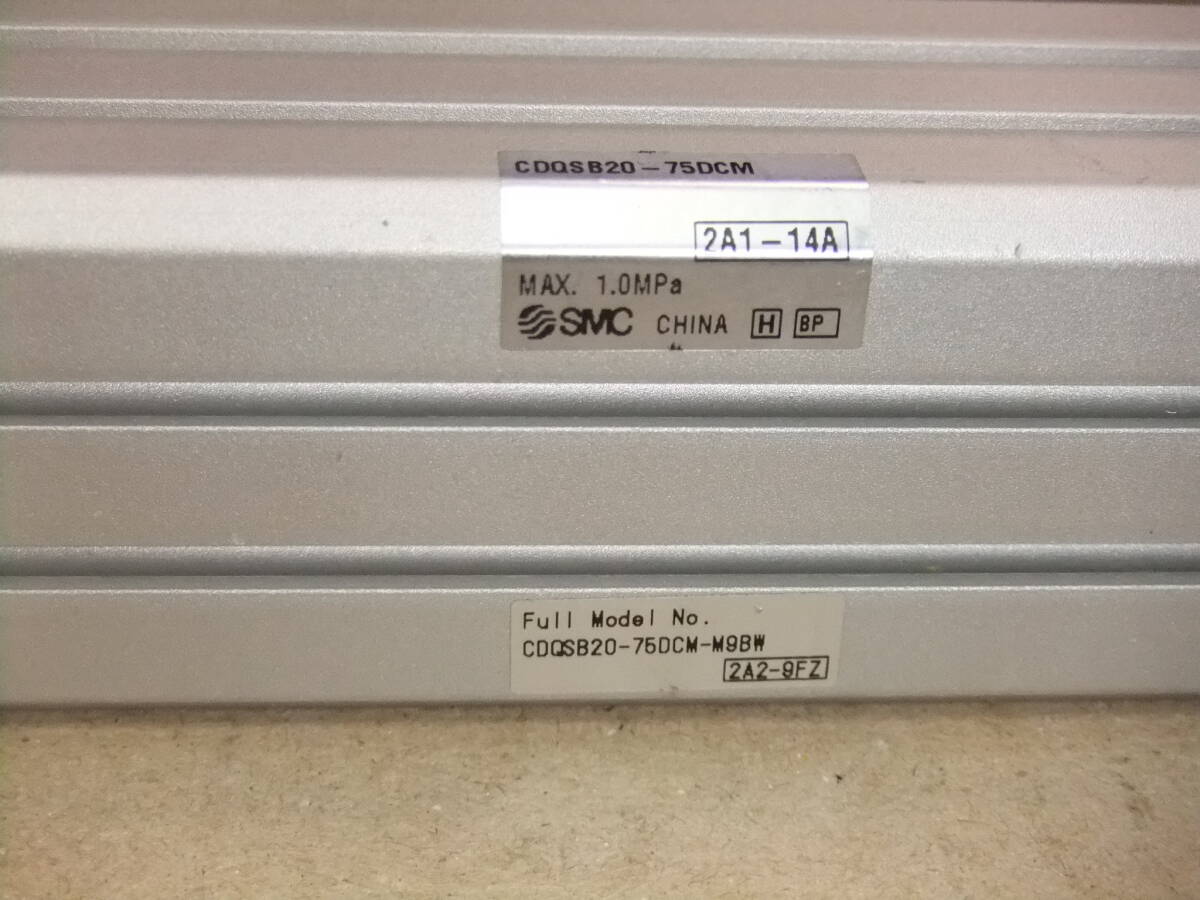 CDQSB20-75DCM
2A1-14A
MAX. 1.0MPa
SMC CHINA H BP
Full Model No.
CDQSB20-75DCM-M9BW
2A2-9FZ